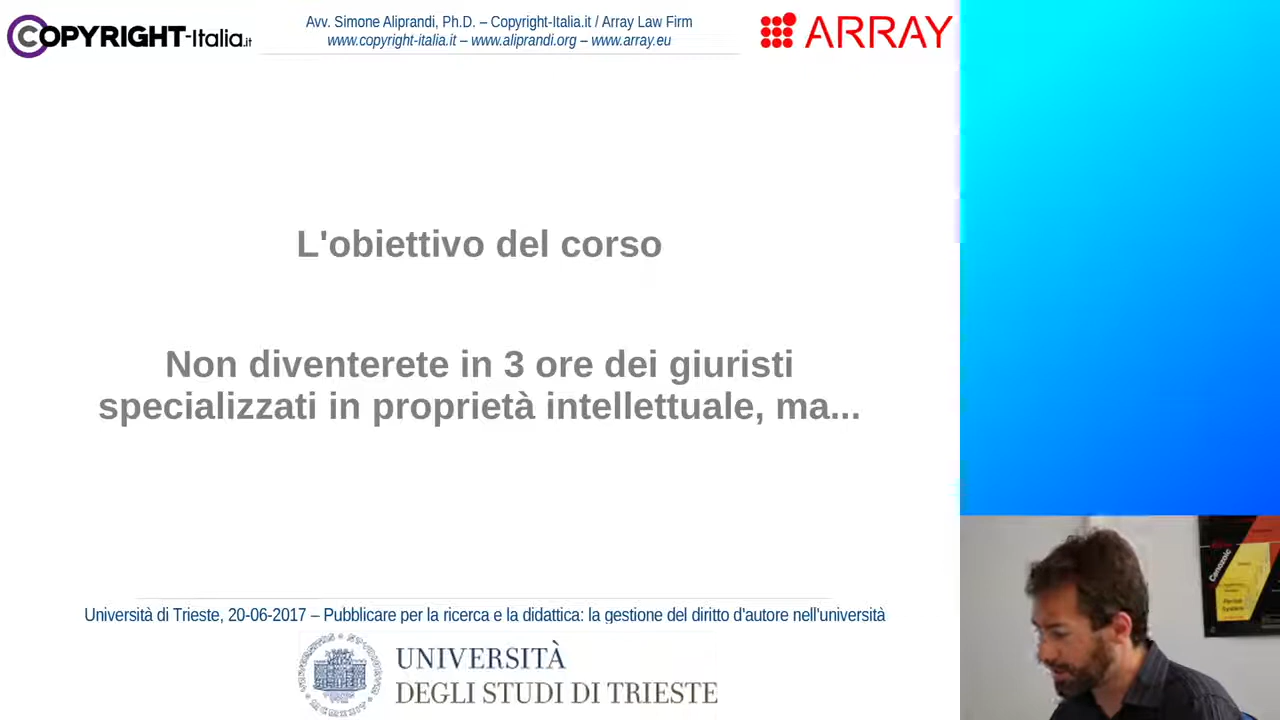 COPYRIGHT-Italia.it
Avv. Simone Aliprandi, Ph.D. – Copyright-Italia.it / Array Law Firm
www.copyright-italia.it – www.aliprandi.org – www.array.eu
ARRAY
L'obiettivo del corso
Non diventerete in 3 ore dei giuristi
specializzati in proprietà intellettuale, ma...
Cenozoic
Università di Trieste, 20-06-2017 – Pubblicare per la ricerca e la didattica: la gestione del diritto d'autore nell'università
UNIVERSITÀ
DEGLI STUDI DI TRIESTE